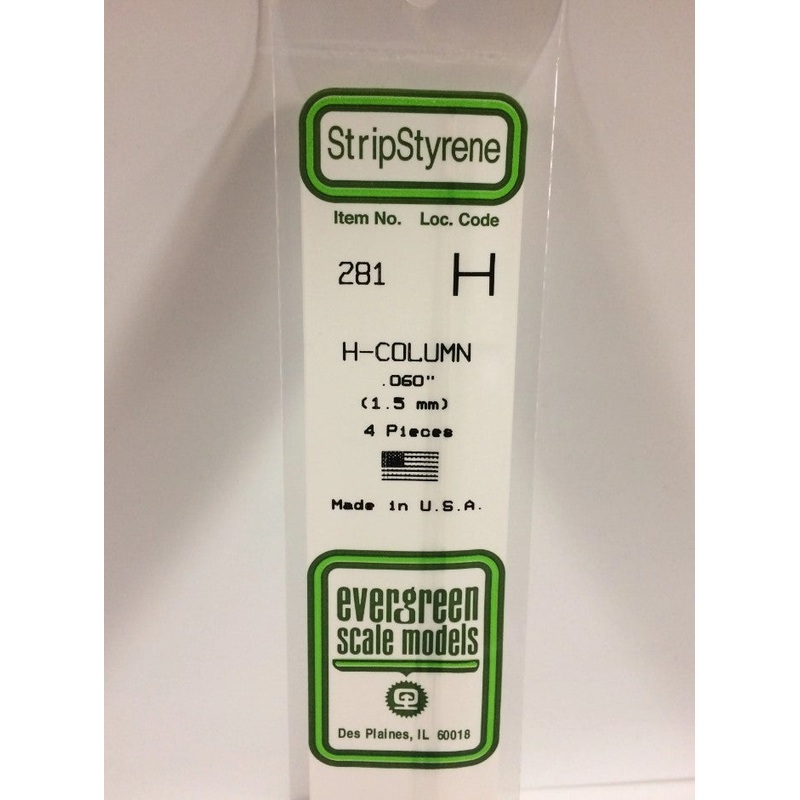 StripStyrene
Item No. Loc. Code
281 H
H-COLUMN
.060"
(1.5 mm)
4 Pieces
Made in U.S.A.
evergreen
scale models
Des Plaines, IL 60018